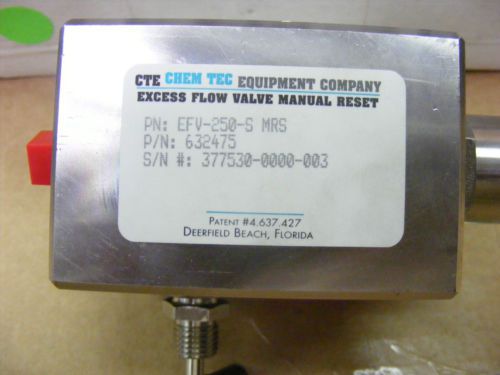 CTE CHEM TEC EQUIPMENT COMPANY
EXCESS FLOW VALVE MANUAL RESET
PN: EFV-250-S MRS
P/N: 632475
S/N #: 377530-0000-003
PATENT #4.637.427
DEERFIELD BEACH, FLORIDA